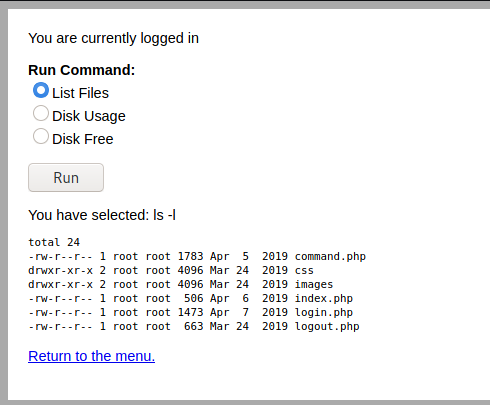 You are currently logged in
Run Command:
List Files
Disk Usage
Disk Free
Run
You have selected: ls -l
total 24
-rw-r--r-- 1 root root 1783 Apr  5  2019 command.php
drwxr-xr-x 2 root root 4096 Mar 24  2019 css
drwxr-xr-x 2 root root 4096 Mar 24  2019 images
-rw-r--r-- 1 root root  506 Apr  6  2019 index.php
-rw-r--r-- 1 root root 1473 Apr  7  2019 login.php
-rw-r--r-- 1 root root  663 Mar 24  2019 logout.php
Return to the menu.